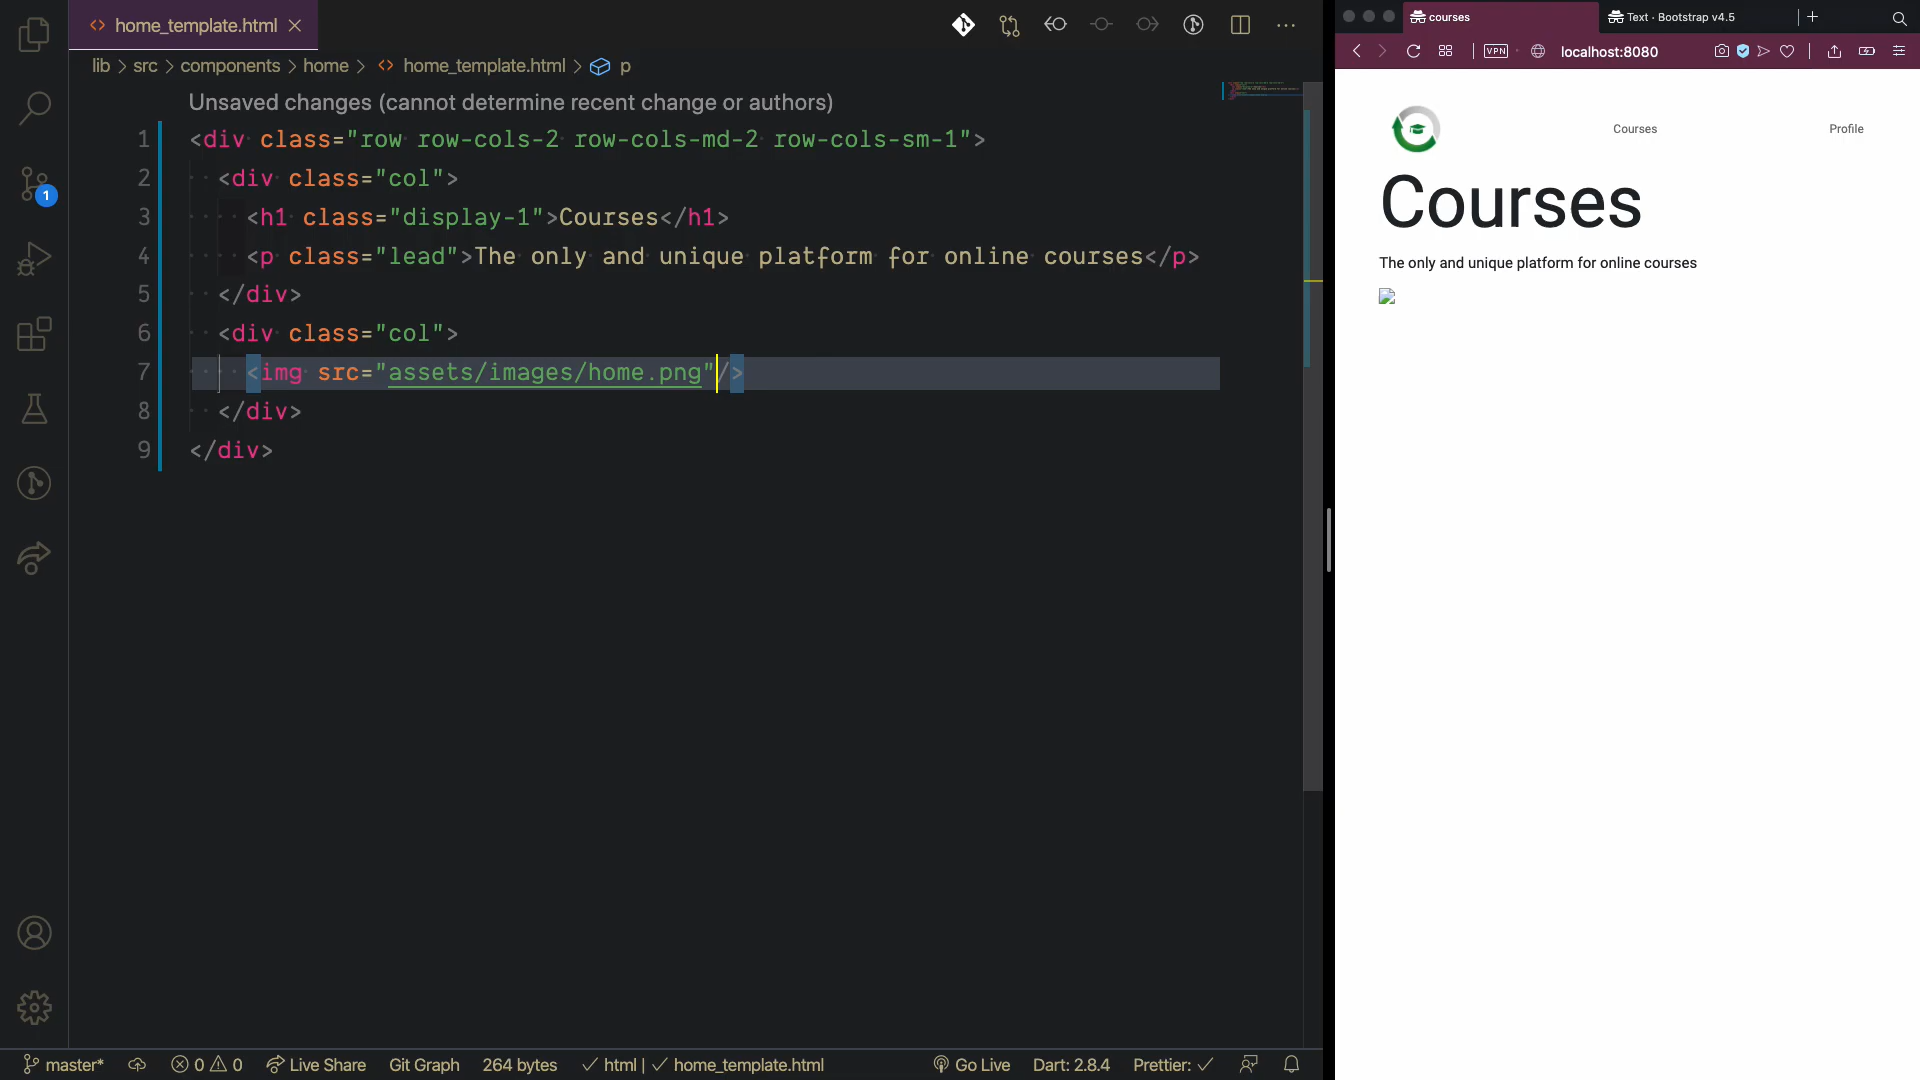 home_template.html
lib > src > components > home > <> home_template.html > p
Unsaved changes (cannot determine recent change or authors)
1 <div class="row row-cols-2 row-cols-md-2 row-cols-sm-1">
2 <div class="col">
3 <h1 class="display-1">Courses</h1>
4 <p class="lead">The only and unique platform for online courses</p>
5 </div>
6 <div class="col">
7 <img src="assets/images/home.png"/>
8 </div>
9 </div>
1
master* 0 0 Live Share Git Graph 264 bytes html | home_template.html Go Live Dart: 2.8.4 Prettier:
courses Text · Bootstrap v4.5
VPN localhost:8080
Courses Profile
Courses
The only and unique platform for online courses